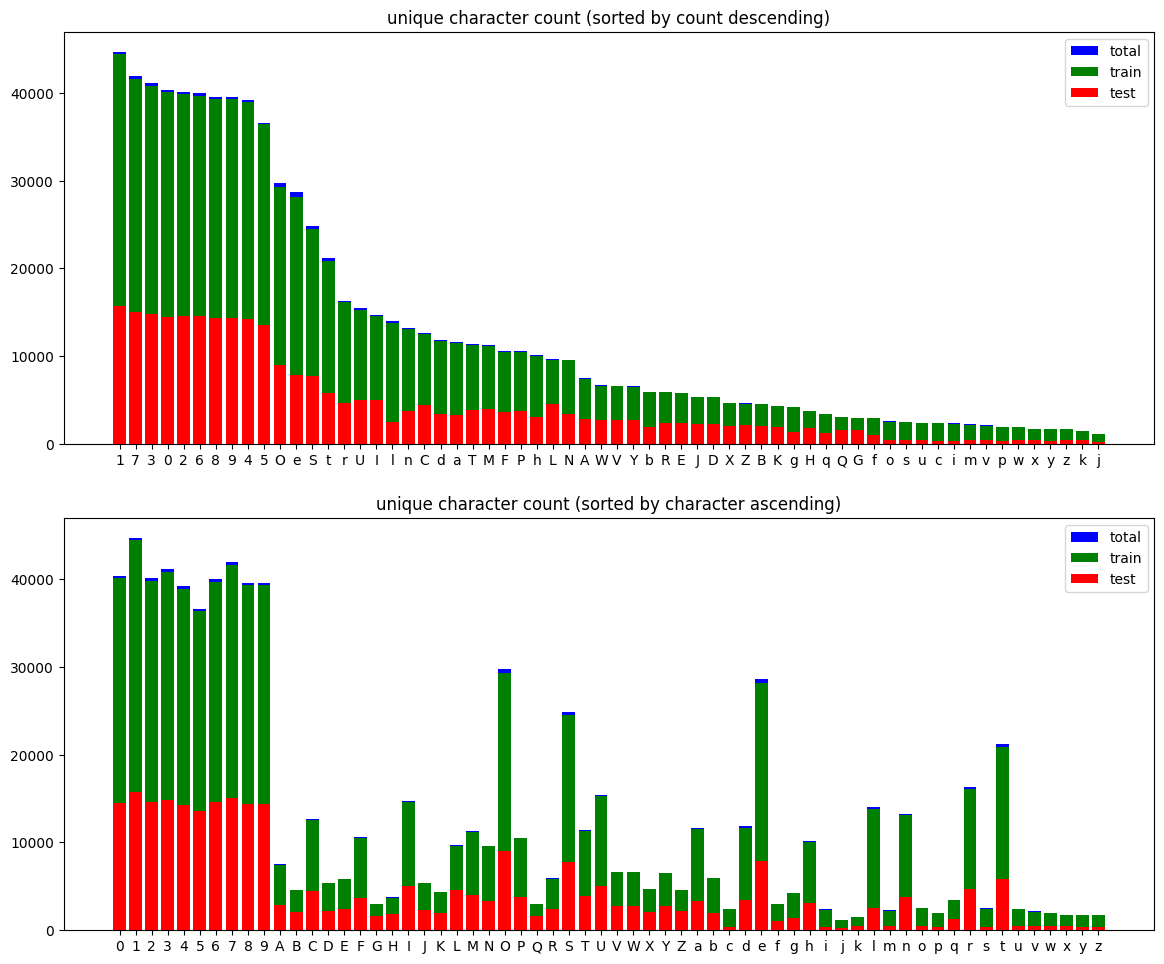 unique character count (sorted by count descending)
total
train
test
40000
30000
20000
10000
0
1 7 3 0 2 6 8 9 4 5 O e S t r U I l n C d a T M F P h L N A W V Y b R E J D X Z B K g H q Q G f o s u c i m v p w x y z k j
unique character count (sorted by character ascending)
total
train
test
40000
30000
20000
10000
0
0 1 2 3 4 5 6 7 8 9 A B C D E F G H I J K L M N O P Q R S T U V W X Y Z a b c d e f g h i j k l m n o p q r s t u v w x y z